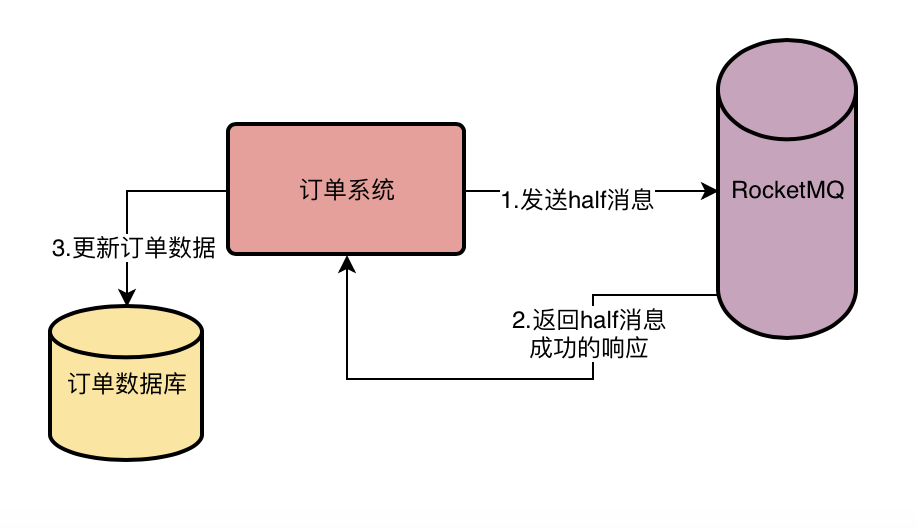 订单系统
1.发送half消息
RocketMQ
3.更新订单数据
2.返回half消息
成功的响应
订单数据库